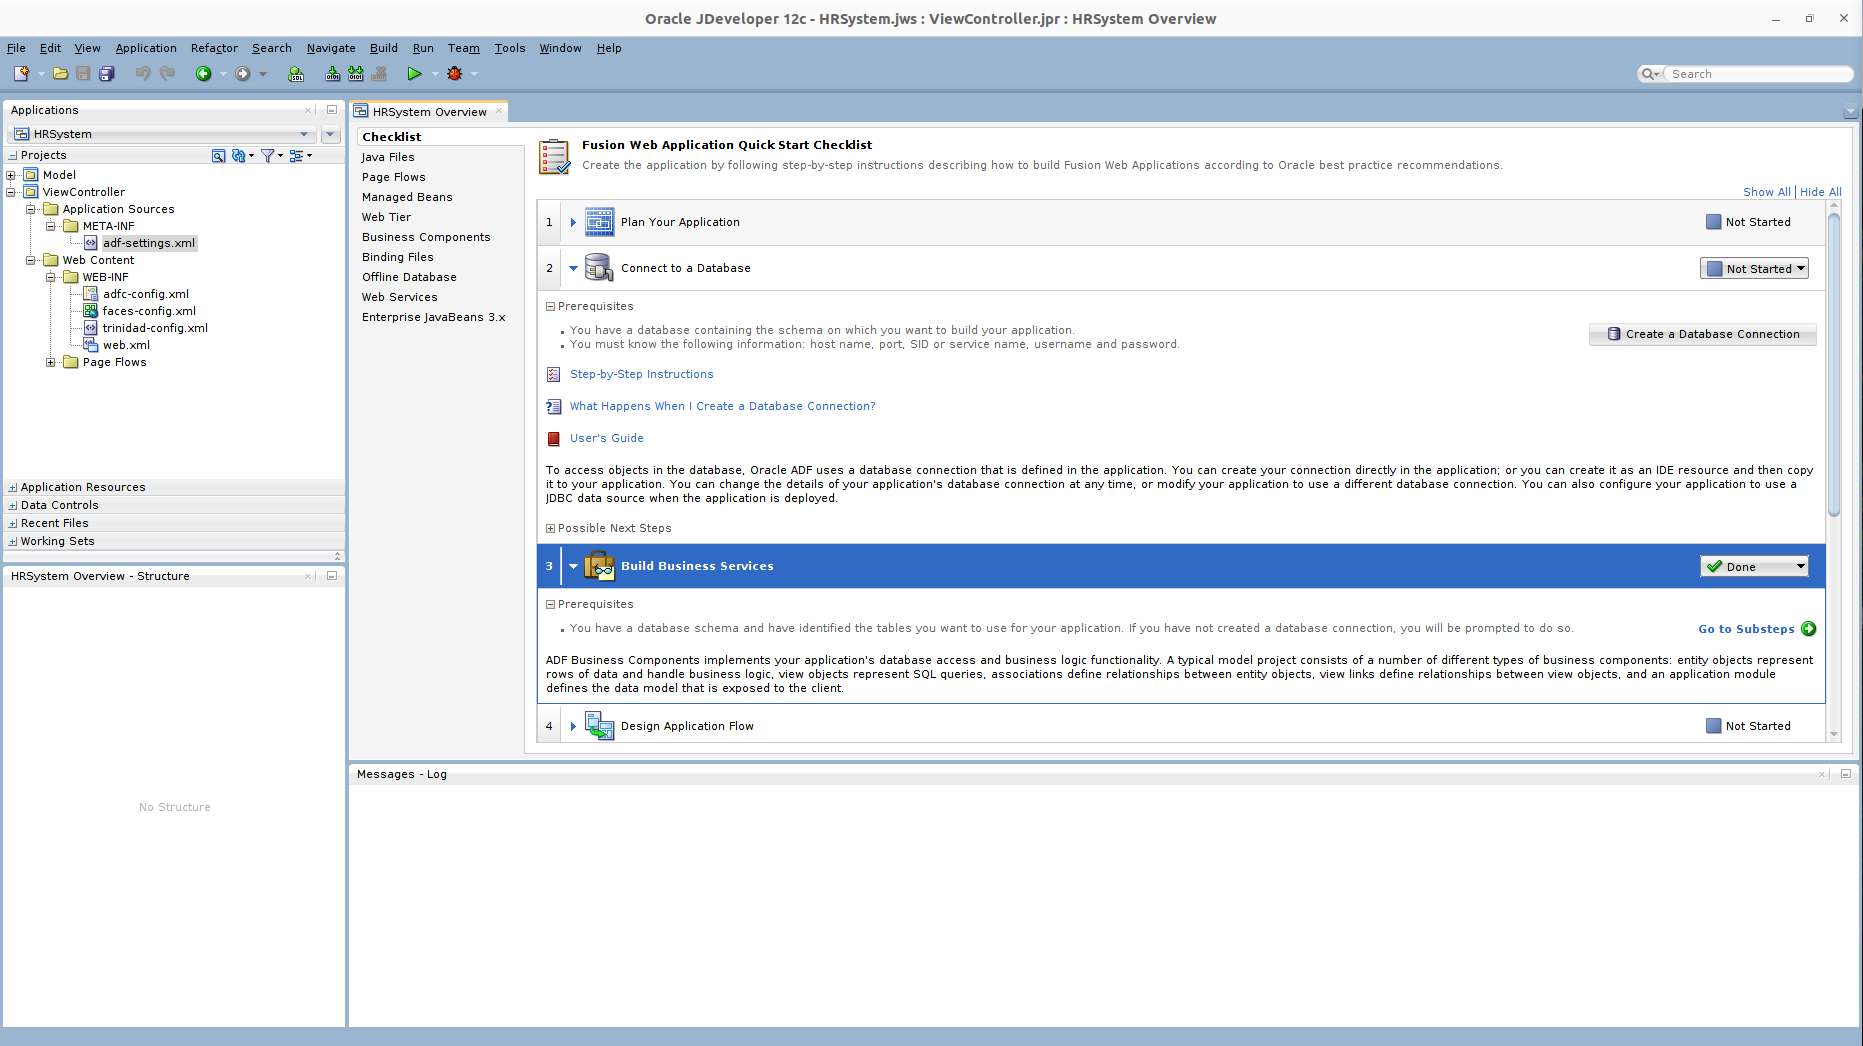 Oracle JDeveloper 12c - HRSystem.jws : ViewController.jpr : HRSystem Overview
File Edit View Application Refactor Search Navigate Build Run Team Tools Window Help
Search
Applications
HRSystem
Projects
Model
ViewController
Application Sources
META-INF
adf-settings.xml
Web Content
WEB-INF
adfc-config.xml
faces-config.xml
trinidad-config.xml
web.xml
Page Flows
Application Resources
Data Controls
Recent Files
Working Sets
HRSystem Overview - Structure
No Structure
HRSystem Overview
Checklist
Java Files
Page Flows
Managed Beans
Web Tier
Business Components
Binding Files
Offline Database
Web Services
Enterprise JavaBeans 3.x
Fusion Web Application Quick Start Checklist
Create the application by following step-by-step instructions describing how to build Fusion Web Applications according to Oracle best practice recommendations.
Show All | Hide All
1 Plan Your Application Not Started
2 Connect to a Database Not Started
Prerequisites
• You have a database containing the schema on which you want to build your application.
• You must know the following information: host name, port, SID or service name, username and password.
Create a Database Connection
Step-by-Step Instructions
What Happens When I Create a Database Connection?
User's Guide
To access objects in the database, Oracle ADF uses a database connection that is defined in the application. You can create your connection directly in the application; or you can create it as an IDE resource and then copy
it to your application. You can change the details of your application's database connection at any time, or modify your application to use a different database connection. You can also configure your application to use a
JDBC data source when the application is deployed.
Possible Next Steps
3 Build Business Services Done
Prerequisites
• You have a database schema and have identified the tables you want to use for your application. If you have not created a database connection, you will be prompted to do so.
Go to Substeps
ADF Business Components implements your application's database access and business logic functionality. A typical model project consists of a number of different types of business components: entity objects represent
rows of data and handle business logic, view objects represent SQL queries, associations define relationships between entity objects, view links define relationships between view objects, and an application module
defines the data model that is exposed to the client.
4 Design Application Flow Not Started
Messages - Log